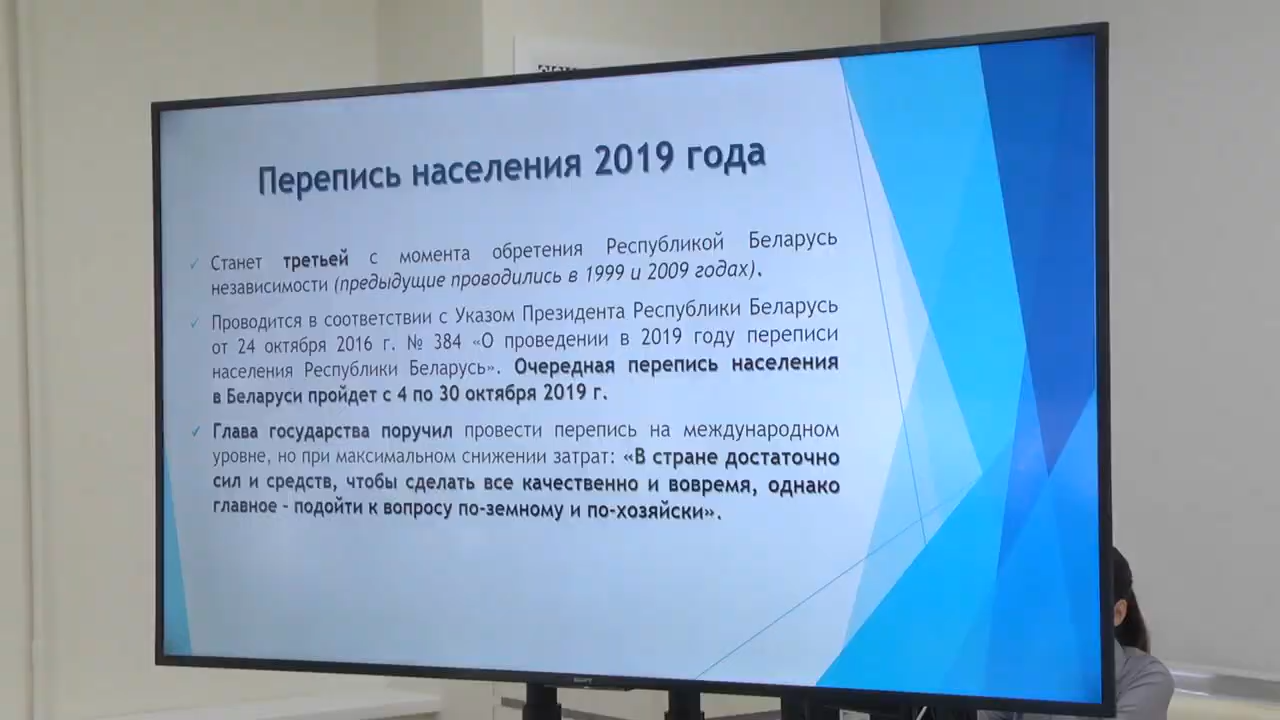 Перепись населения 2019 года
Станет третьей с момента обретения Республикой Беларусь
независимости (предыдущие проводились в 1999 и 2009 годах).
Проводится в соответствии с Указом Президента Республики Беларусь
от 24 октября 2016 г. № 384 «О проведении в 2019 году переписи
населения Республики Беларусь». Очередная перепись населения
в Беларуси пройдет с 4 по 30 октября 2019 г.
Глава государства поручил провести перепись на международном
уровне, но при максимальном снижении затрат: «В стране достаточно
сил и средств, чтобы сделать все качественно и вовремя, однако
главное – подойти к вопросу по-земному и по-хозяйски».
SONY